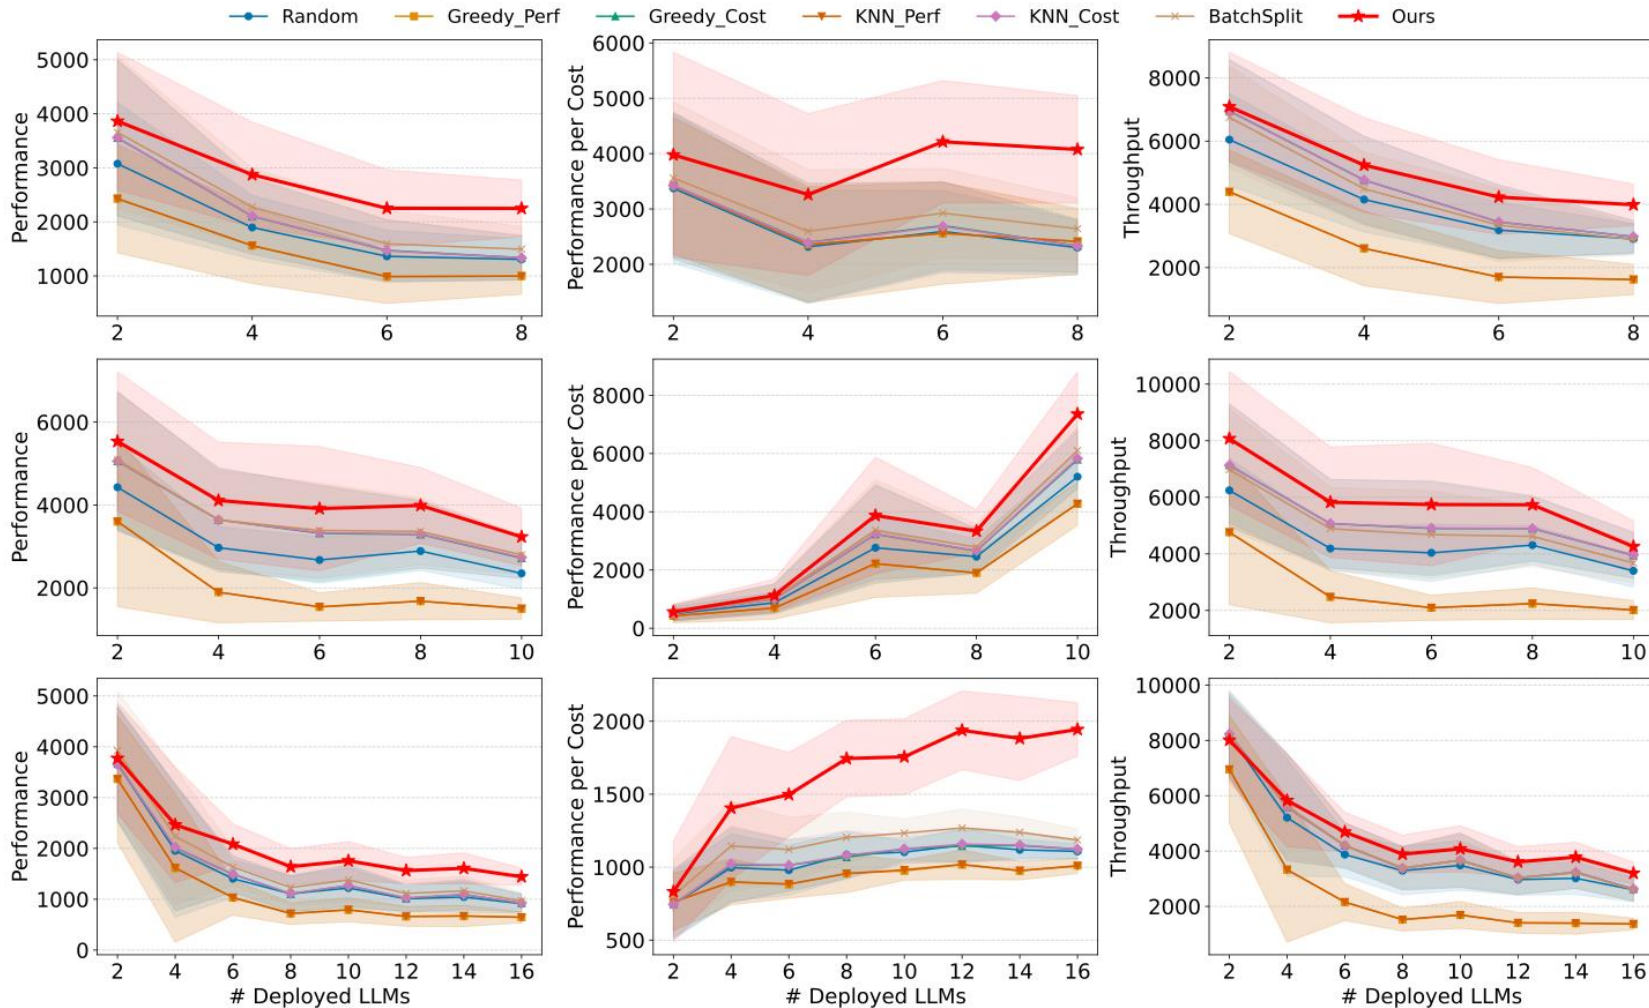 Random Greedy_Perf Greedy_Cost KNN_Perf KNN_Cost BatchSplit Ours
Performance
5000
4000
3000
2000
1000
2 4 6 8
Performance per Cost
6000
5000
4000
3000
2000
2 4 6 8
Throughput
8000
6000
4000
2000
2 4 6 8
Performance
6000
4000
2000
2 4 6 8 10
Performance per Cost
8000
6000
4000
2000
0
2 4 6 8 10
Throughput
10000
8000
6000
4000
2000
2 4 6 8 10
Performance
5000
4000
3000
2000
1000
0
2 4 6 8 10 12 14 16
# Deployed LLMs
Performance per Cost
2000
1500
1000
500
2 4 6 8 10 12 14 16
# Deployed LLMs
Throughput
10000
8000
6000
4000
2000
2 4 6 8 10 12 14 16
# Deployed LLMs